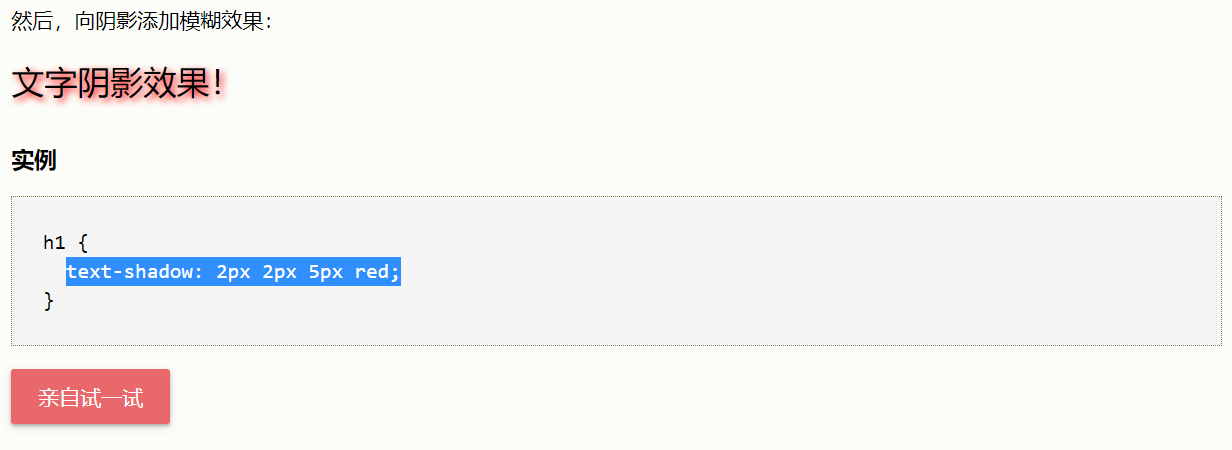 然后，向阴影添加模糊效果：
文字阴影效果！
实例
h1 {
  text-shadow: 2px 2px 5px red;
}
亲自试一试